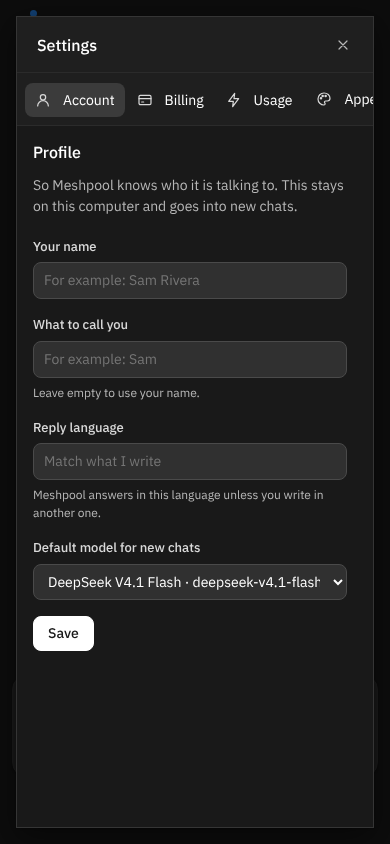 Settings
Account
Billing
Usage
Appe
Profile
So Meshpool knows who it is talking to. This stays
on this computer and goes into new chats.
Your name
For example: Sam Rivera
What to call you
For example: Sam
Leave empty to use your name.
Reply language
Match what I write
Meshpool answers in this language unless you write in
another one.
Default model for new chats
DeepSeek V4.1 Flash · deepseek-v4.1-flash
Save